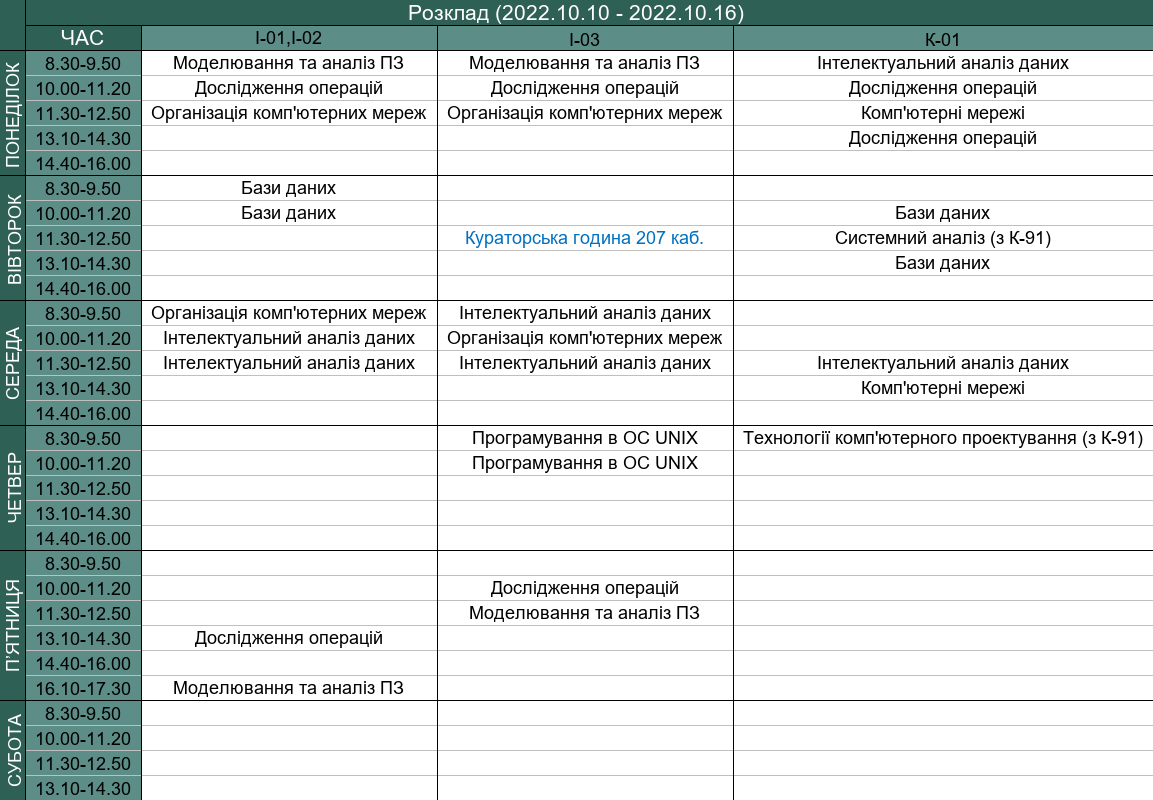 Розклад (2022.10.10 - 2022.10.16)
ЧАС І-01,І-02 І-03 К-01
ПОНЕДІЛОК
8.30-9.50 Моделювання та аналіз ПЗ Моделювання та аналіз ПЗ Інтелектуальний аналіз даних
10.00-11.20 Дослідження операцій Дослідження операцій Дослідження операцій
11.30-12.50 Організація комп'ютерних мереж Організація комп'ютерних мереж Комп'ютерні мережі
13.10-14.30 Дослідження операцій
14.40-16.00
ВІВТОРОК
8.30-9.50 Бази даних
10.00-11.20 Бази даних Бази даних
11.30-12.50 Кураторська година 207 каб. Системний аналіз (з К-91)
13.10-14.30 Бази даних
14.40-16.00
СЕРЕДА
8.30-9.50 Організація комп'ютерних мереж Інтелектуальний аналіз даних
10.00-11.20 Інтелектуальний аналіз даних Організація комп'ютерних мереж
11.30-12.50 Інтелектуальний аналіз даних Інтелектуальний аналіз даних Інтелектуальний аналіз даних
13.10-14.30 Комп'ютерні мережі
14.40-16.00
ЧЕТВЕР
8.30-9.50 Програмування в ОС UNIX Технології комп'ютерного проектування (з К-91)
10.00-11.20 Програмування в ОС UNIX
11.30-12.50
13.10-14.30
14.40-16.00
П'ЯТНИЦЯ
8.30-9.50
10.00-11.20 Дослідження операцій
11.30-12.50 Моделювання та аналіз ПЗ
13.10-14.30 Дослідження операцій
14.40-16.00
16.10-17.30 Моделювання та аналіз ПЗ
СУБОТА
8.30-9.50
10.00-11.20
11.30-12.50
13.10-14.30